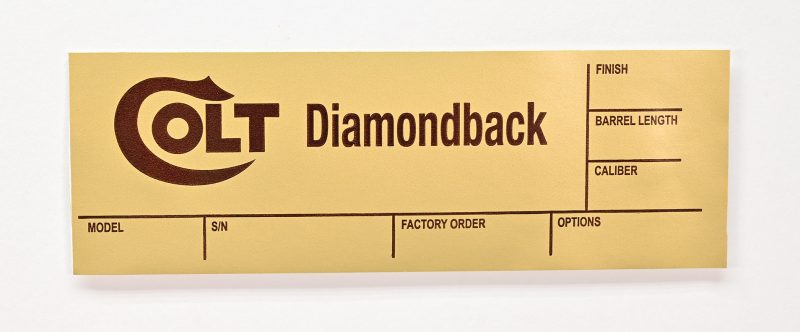 COLT Diamondback
FINISH
BARREL LENGTH
CALIBER
MODEL S/N FACTORY ORDER OPTIONS